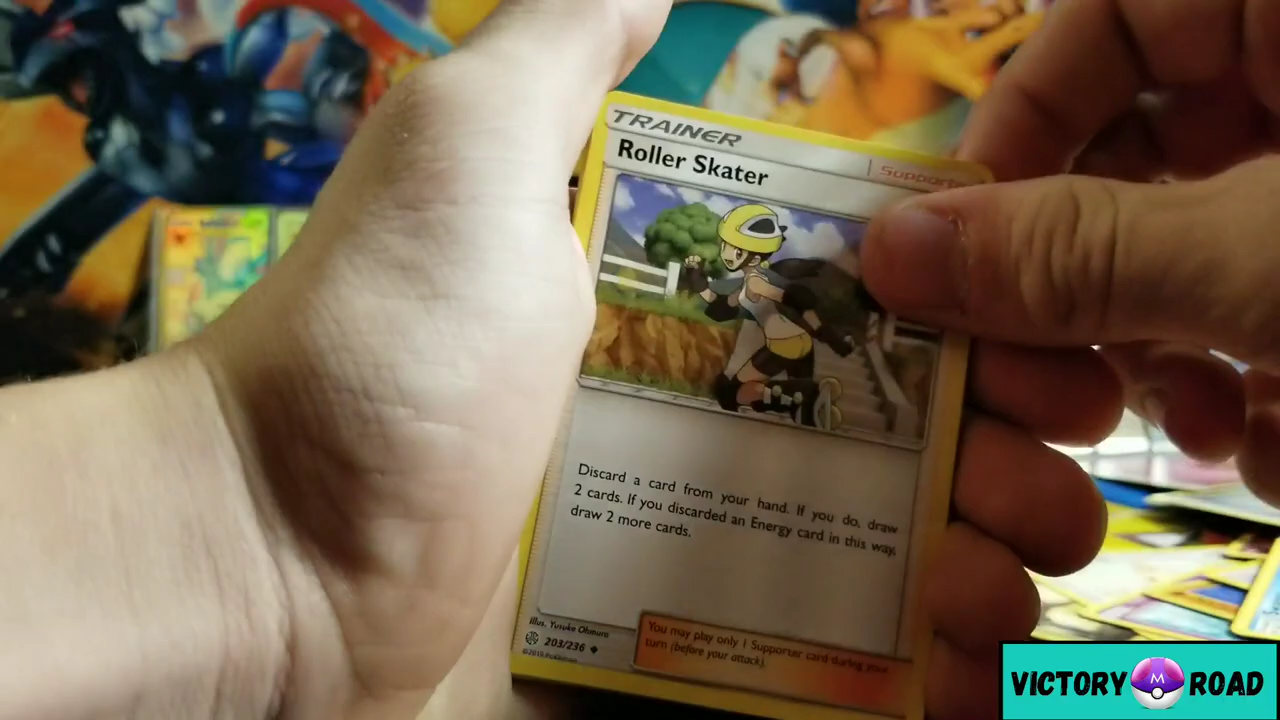 TRAINER
Roller Skater
Discard a card from your hand. If you do, draw
2 cards. If you discarded an Energy card in this way,
draw 2 more cards.
Illus. Yusuke Ohmura
203/236
©2019 Pokémon
You may play only 1 Supporter card during your
turn (before your attack).
VICTORY M ROAD